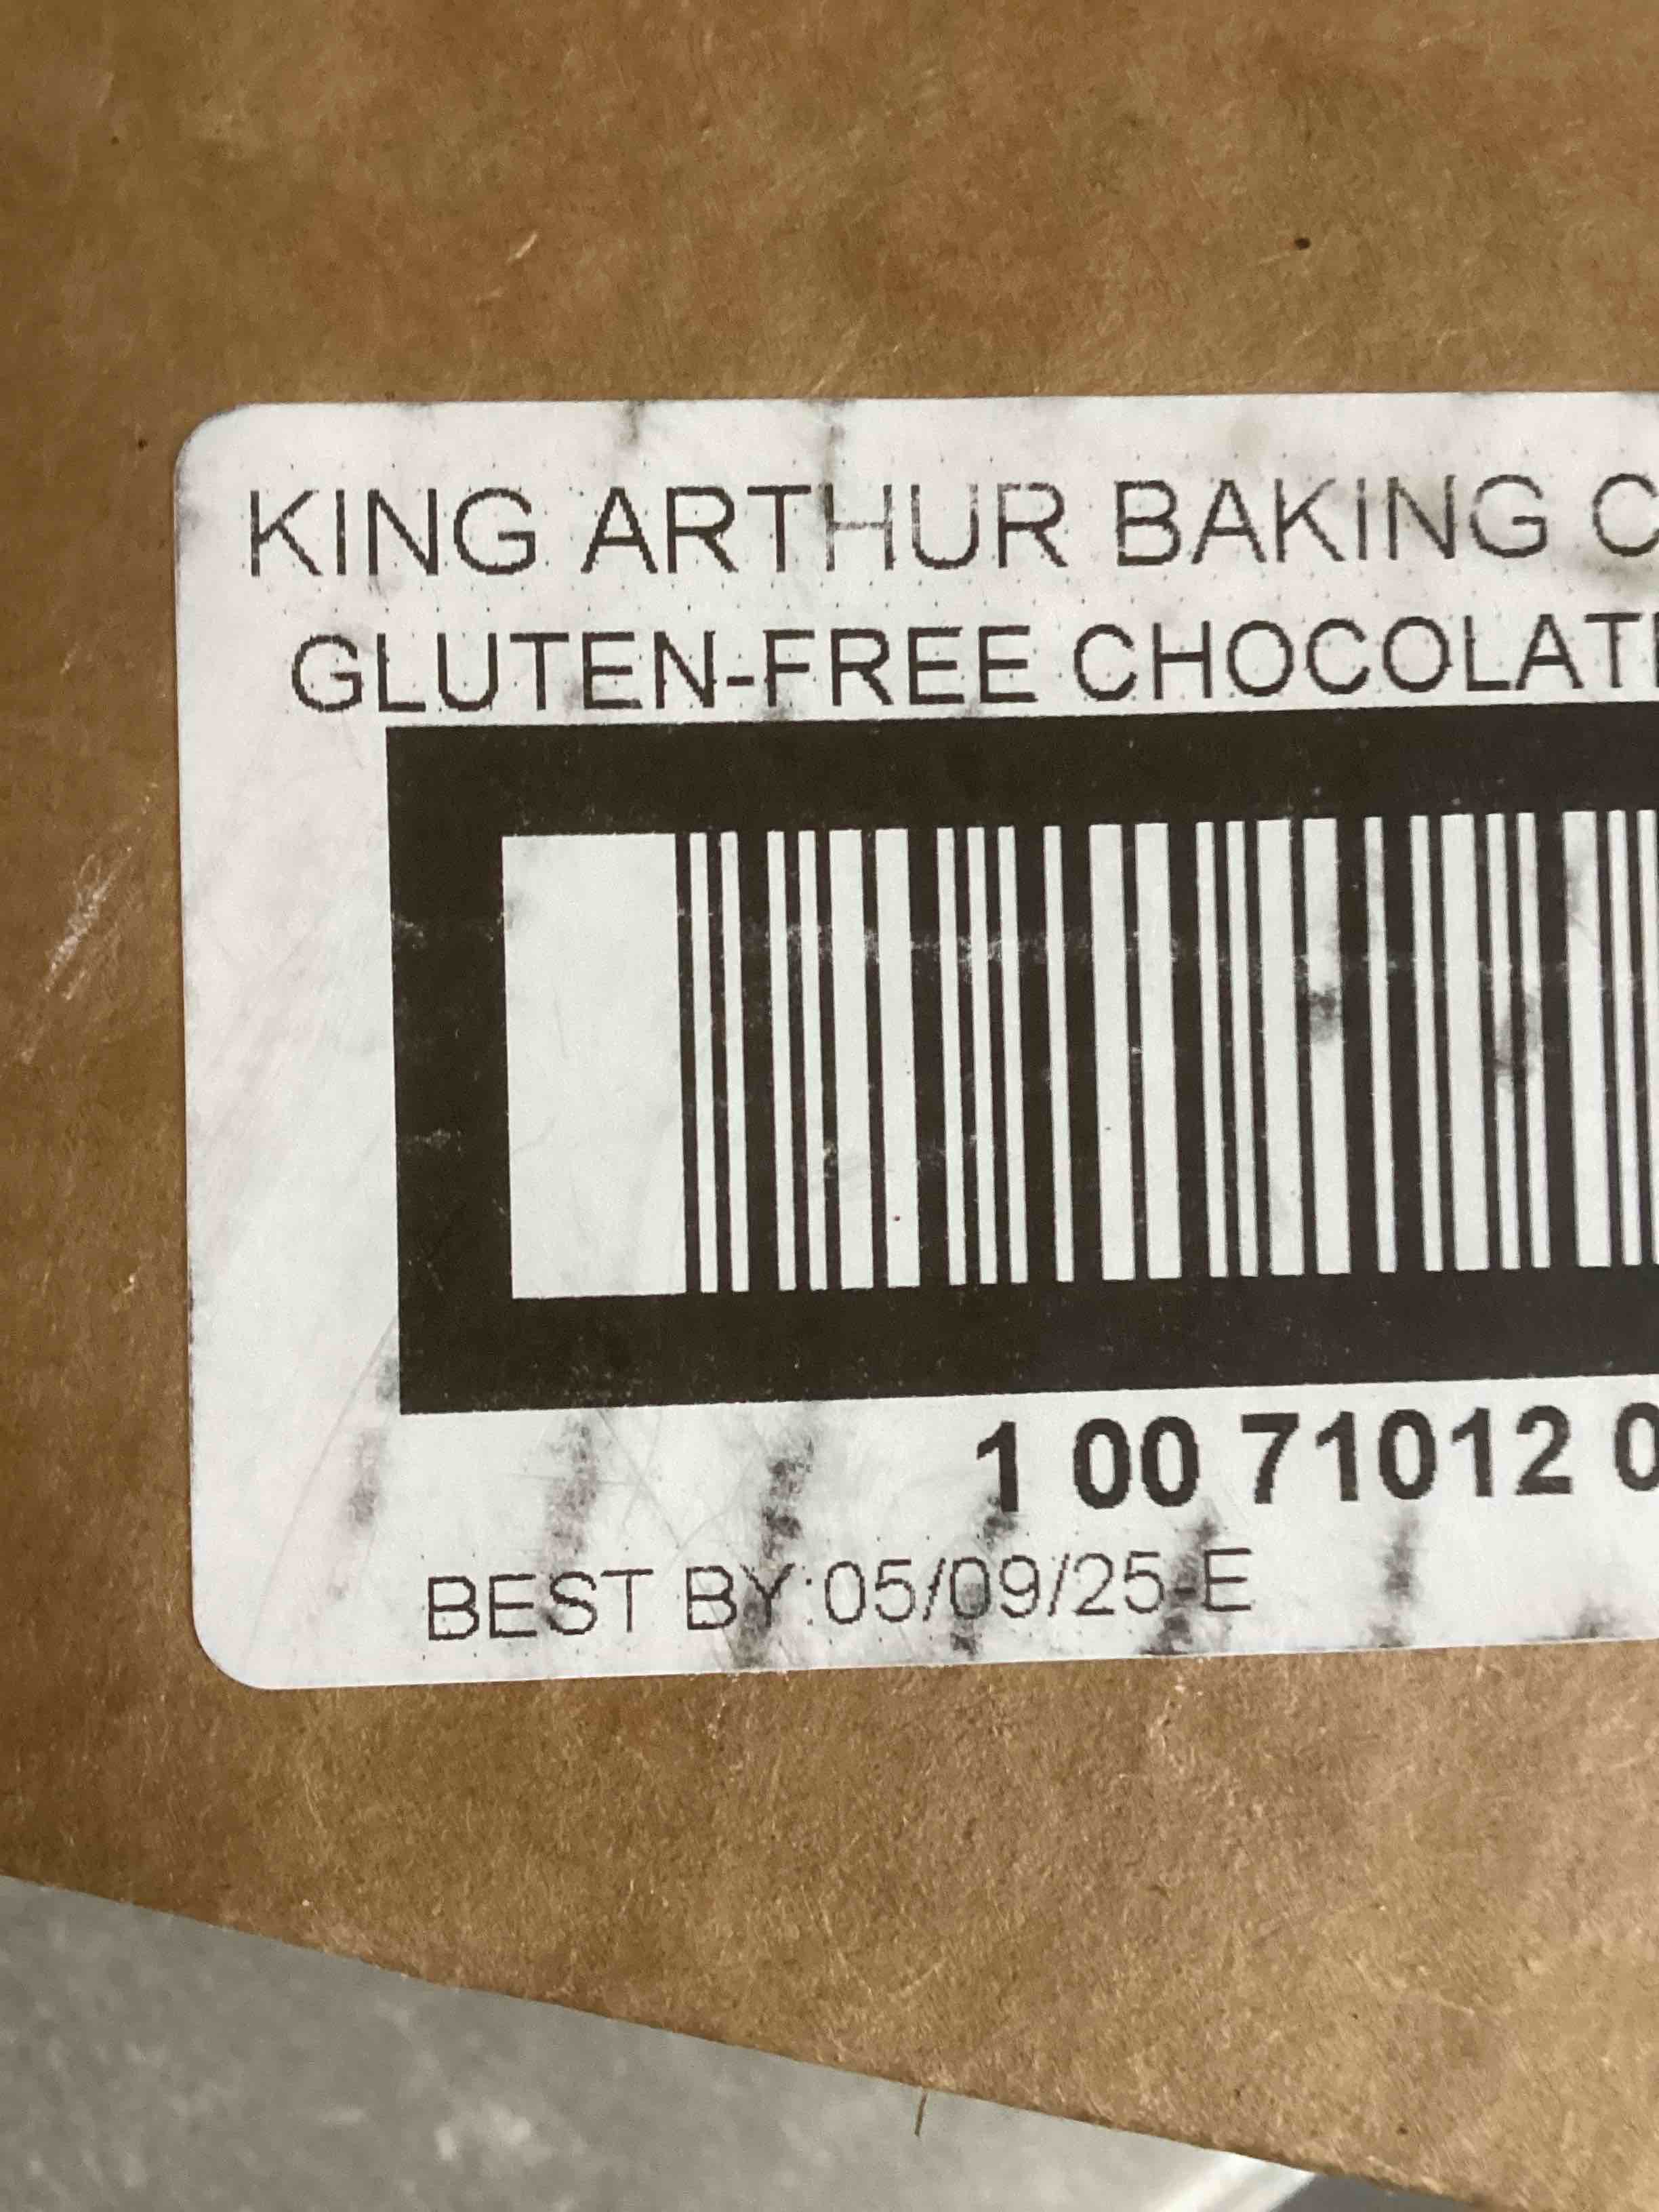 KING ARTHUR BAKING C
GLUTEN-FREE CHOCOLAT
1 00 71012 0
BEST BY:05/09/25-E